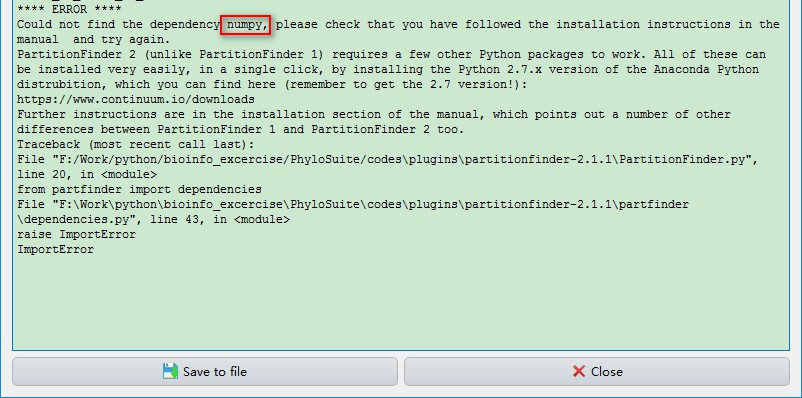 **** ERROR ****
Could not find the dependency numpy, please check that you have followed the installation instructions in the
manual  and try again.
PartitionFinder 2 (unlike PartitionFinder 1) requires a few other Python packages to work. All of these can
be installed very easily, in a single click, by installing the Python 2.7.x version of the Anaconda Python
distrubition, which you can find here (remember to get the 2.7 version!):
https://www.continuum.io/downloads
Further instructions are in the installation section of the manual, which points out a number of other
differences between PartitionFinder 1 and PartitionFinder 2 too.
Traceback (most recent call last):
File "F:/Work/python/bioinfo_excercise/PhyloSuite/codes\plugins\partitionfinder-2.1.1\PartitionFinder.py",
line 20, in <module>
from partfinder import dependencies
File "F:\Work\python\bioinfo_excercise\PhyloSuite\codes\plugins\partitionfinder-2.1.1\partfinder
\dependencies.py", line 43, in <module>
raise ImportError
ImportError
Save to file
Close